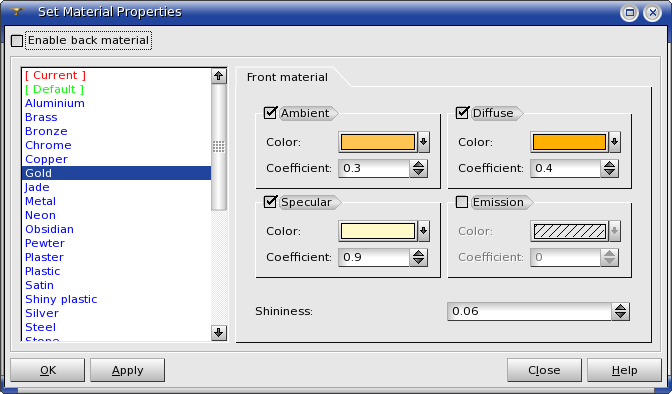 Set Material Properties
Enable back material
[ Current ]
[ Default ]
Aluminium
Brass
Bronze
Chrome
Copper
Gold
Jade
Metal
Neon
Obsidian
Pewter
Plaster
Plastic
Satin
Shiny plastic
Silver
Steel
Stone
Front material
Ambient
Color:
Coefficient: 0.3
Diffuse
Color:
Coefficient: 0.4
Specular
Color:
Coefficient: 0.9
Emission
Color:
Coefficient: 0
Shininess: 0.06
OK Apply Close Help